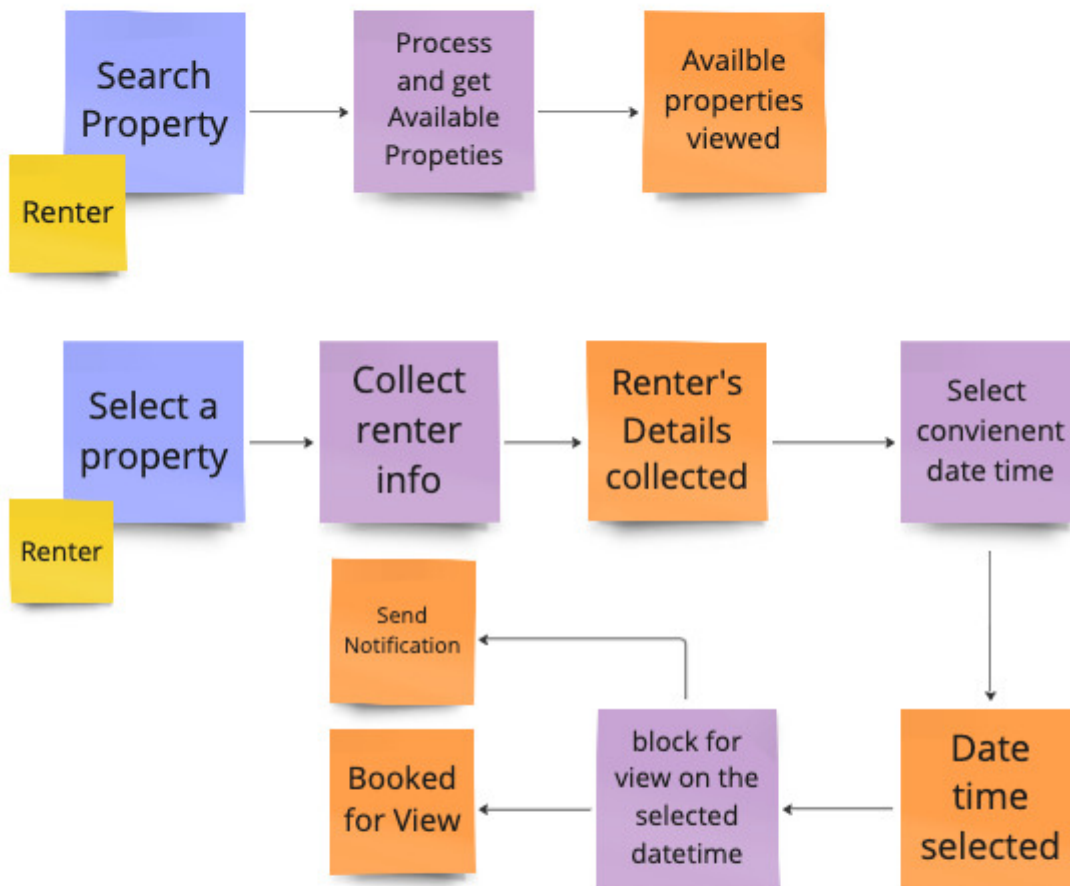 Search
Property
Renter
Process
and get
Available
Propeties
Availble
properties
viewed
Select a
property
Renter
Collect
renter
info
Renter's
Details
collected
Select
convienent
date time
Date
time
selected
block for
view on the
selected
datetime
Send
Notification
Booked
for View